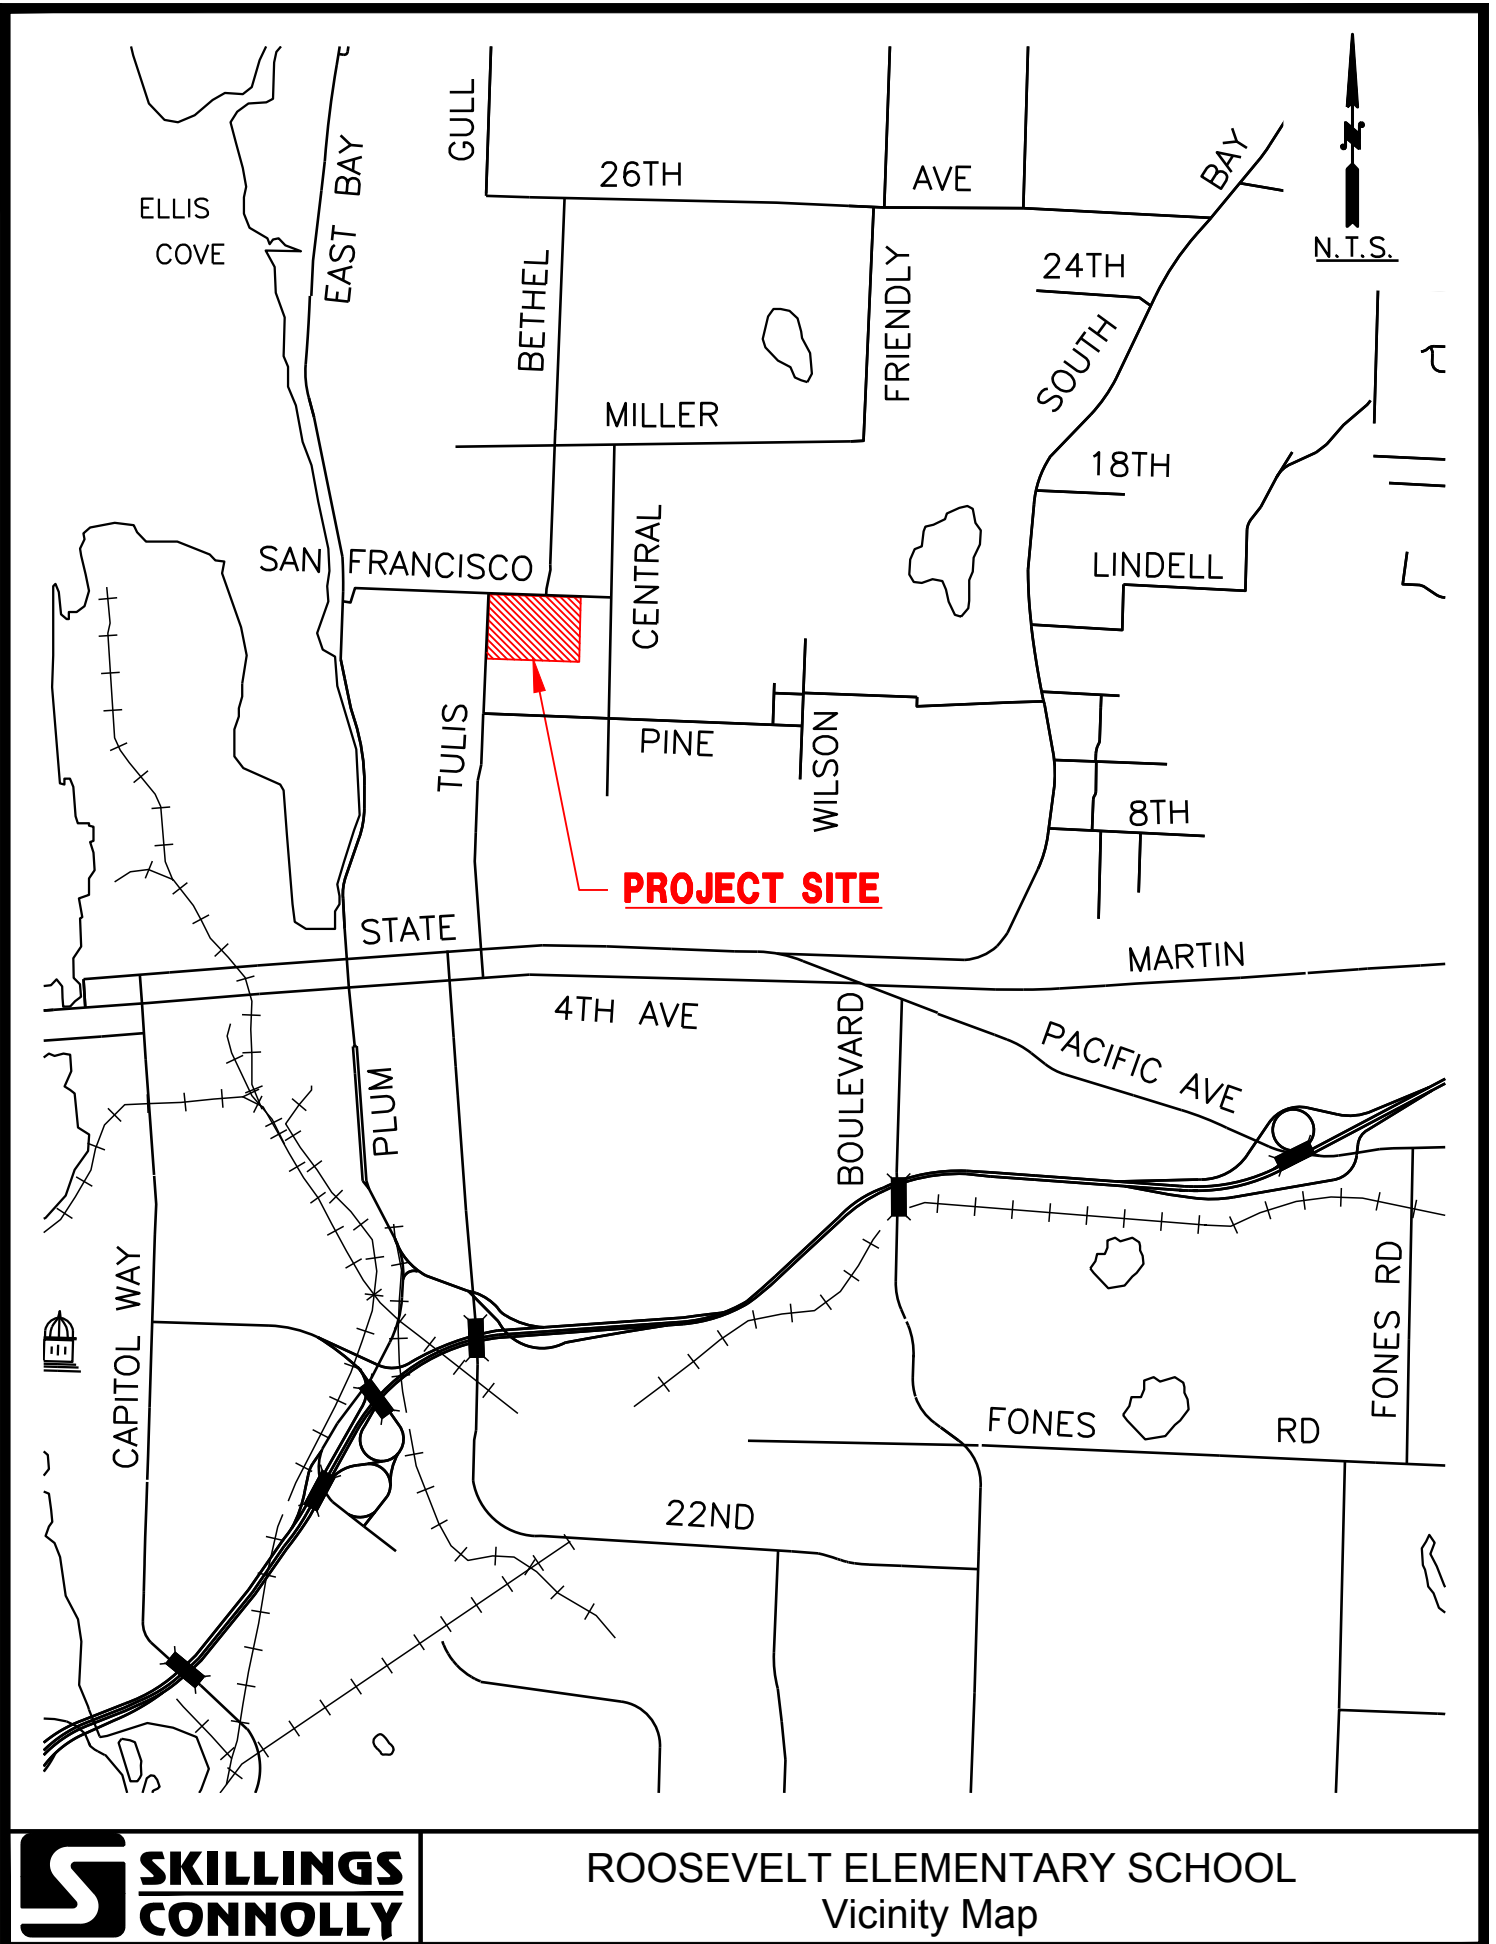 GULL
EAST BAY
26TH
AVE
BAY
N
N.T.S.
ELLIS
COVE
BETHEL
FRIENDLY
24TH
SOUTH
MILLER
18TH
SAN FRANCISCO
CENTRAL
LINDELL
TULIS
PINE
WILSON
8TH
PROJECT SITE
STATE
MARTIN
4TH AVE
BOULEVARD
PACIFIC AVE
PLUM
CAPITOL WAY
FONES RD
FONES RD
22ND
SKILLINGS
CONNOLLY
ROOSEVELT ELEMENTARY SCHOOL
Vicinity Map